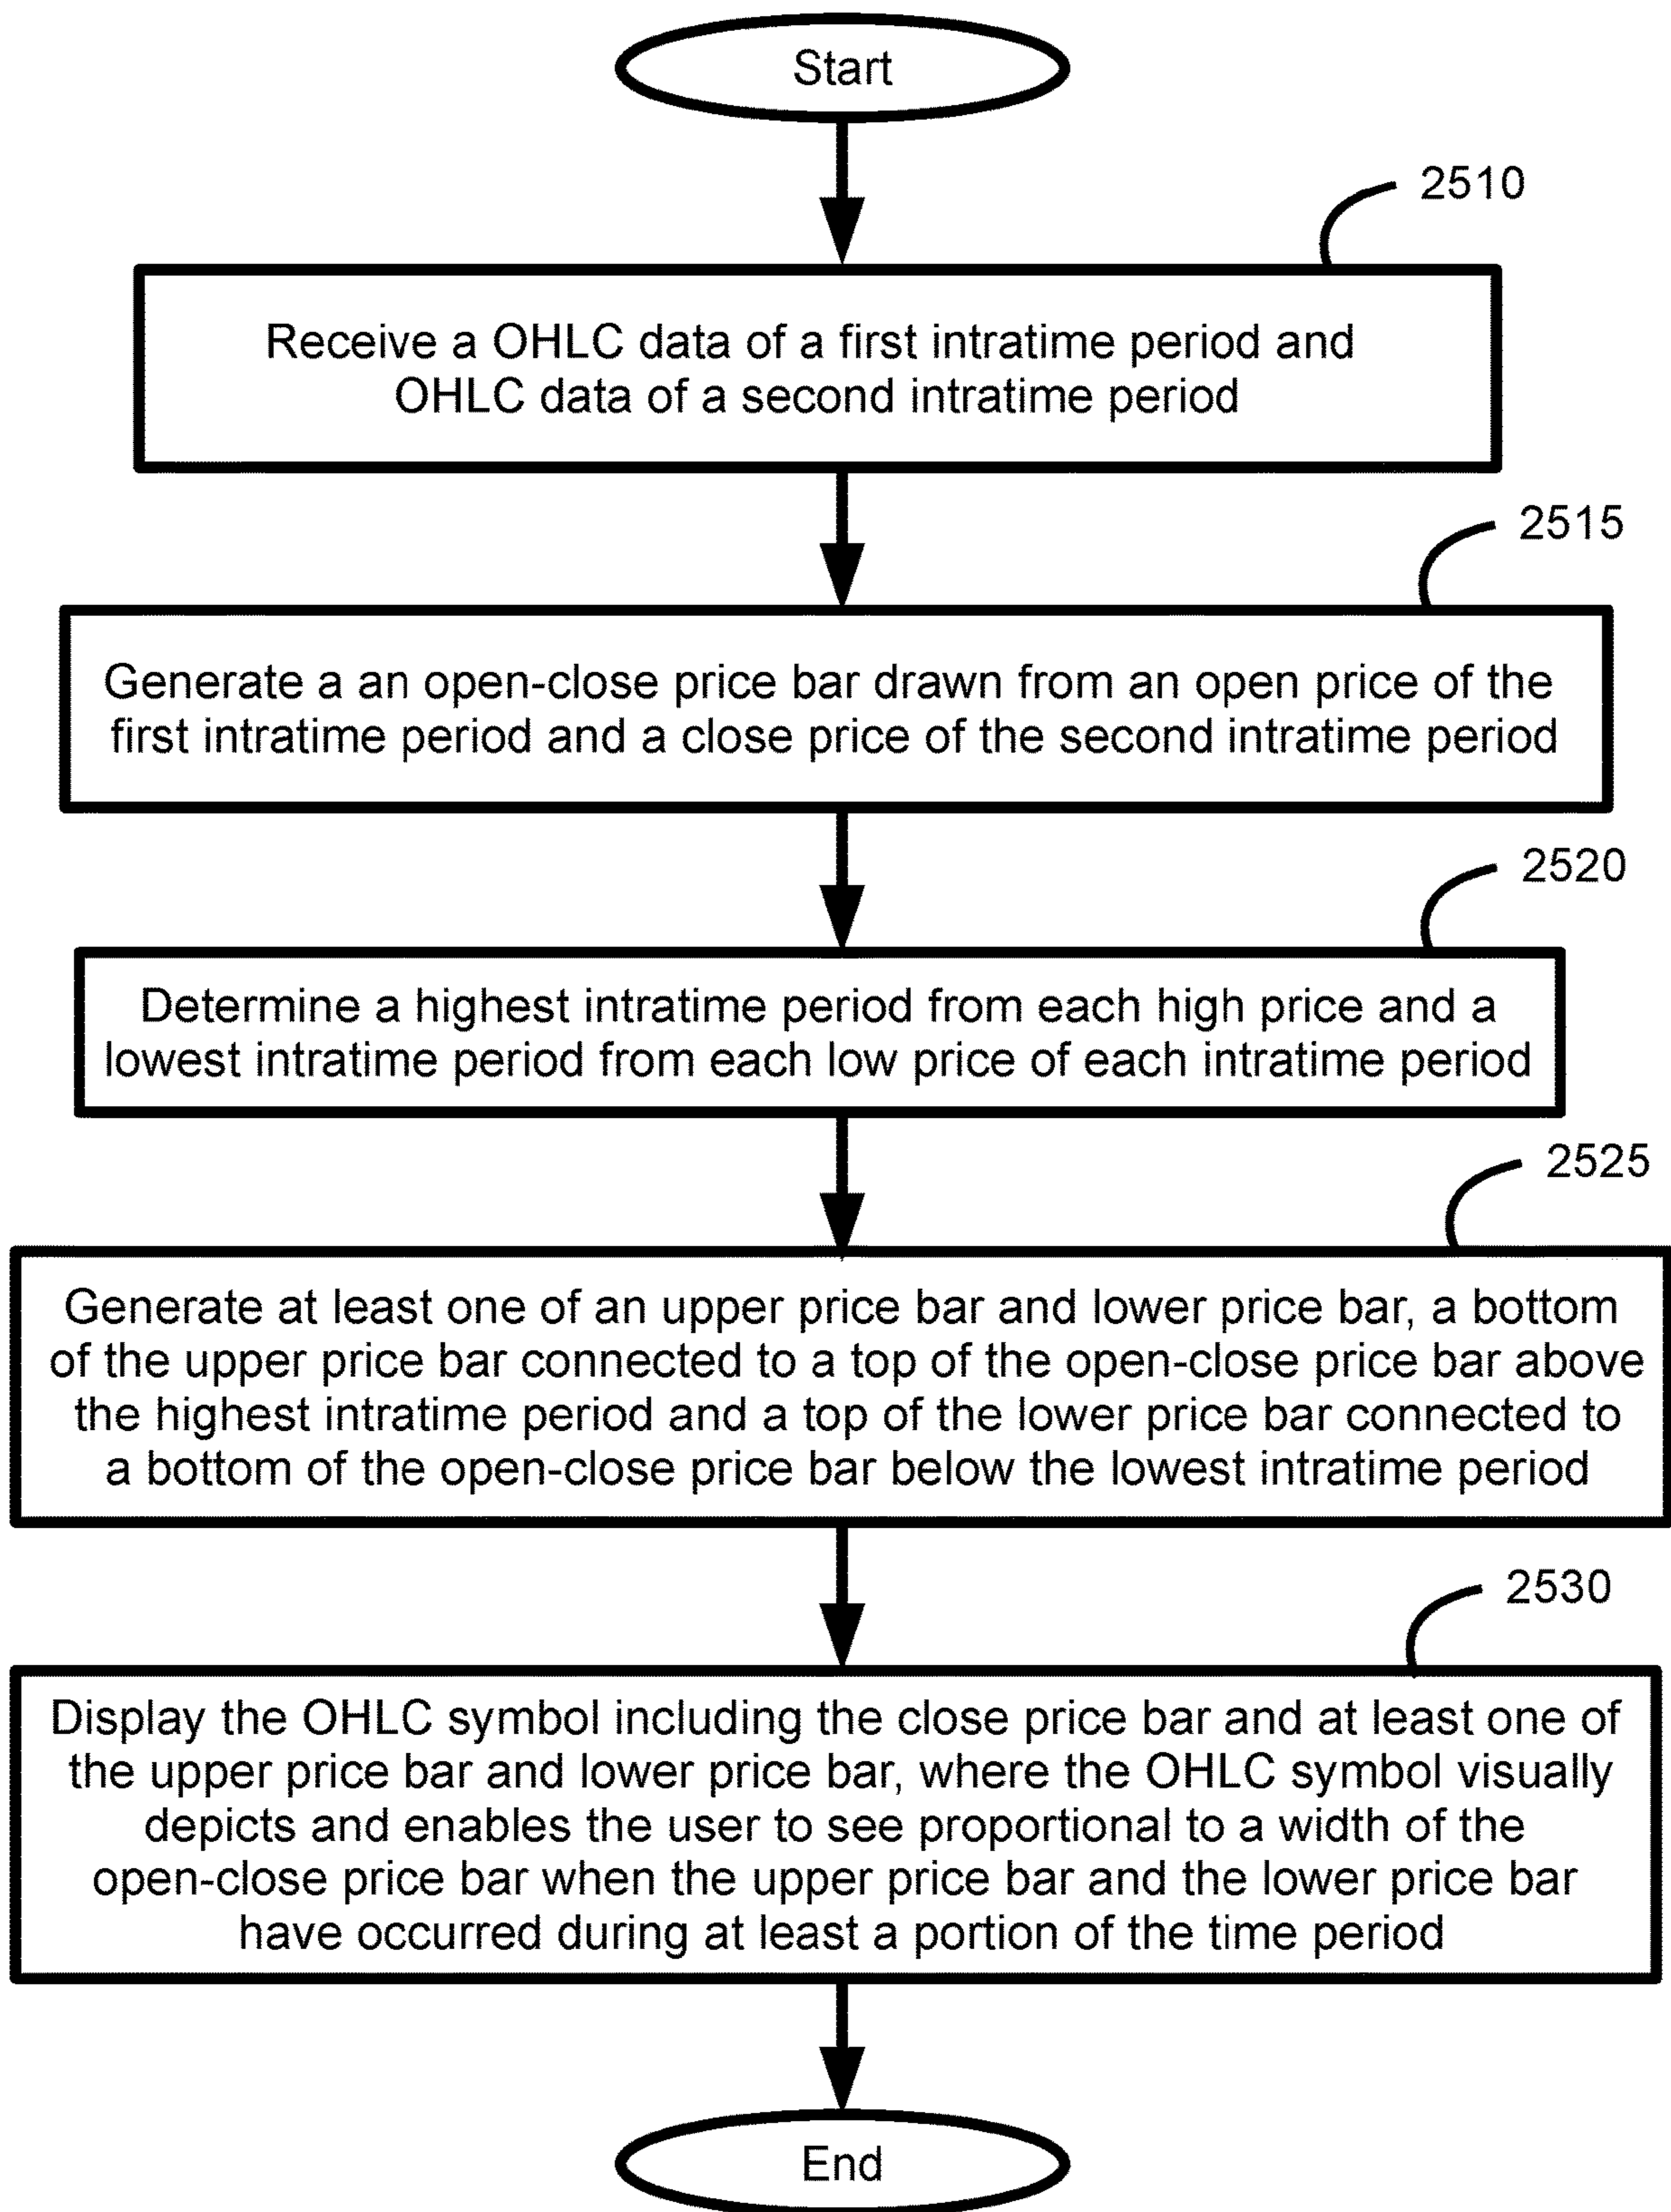 Start
2510
Receive a OHLC data of a first intratime period and
OHLC data of a second intratime period
2515
Generate a an open-close price bar drawn from an open price of the
first intratime period and a close price of the second intratime period
2520
Determine a highest intratime period from each high price and a
lowest intratime period from each low price of each intratime period
2525
Generate at least one of an upper price bar and lower price bar, a bottom
of the upper price bar connected to a top of the open-close price bar above
the highest intratime period and a top of the lower price bar connected to
a bottom of the open-close price bar below the lowest intratime period
2530
Display the OHLC symbol including the close price bar and at least one of
the upper price bar and lower price bar, where the OHLC symbol visually
depicts and enables the user to see proportional to a width of the
open-close price bar when the upper price bar and the lower price bar
have occurred during at least a portion of the time period
End